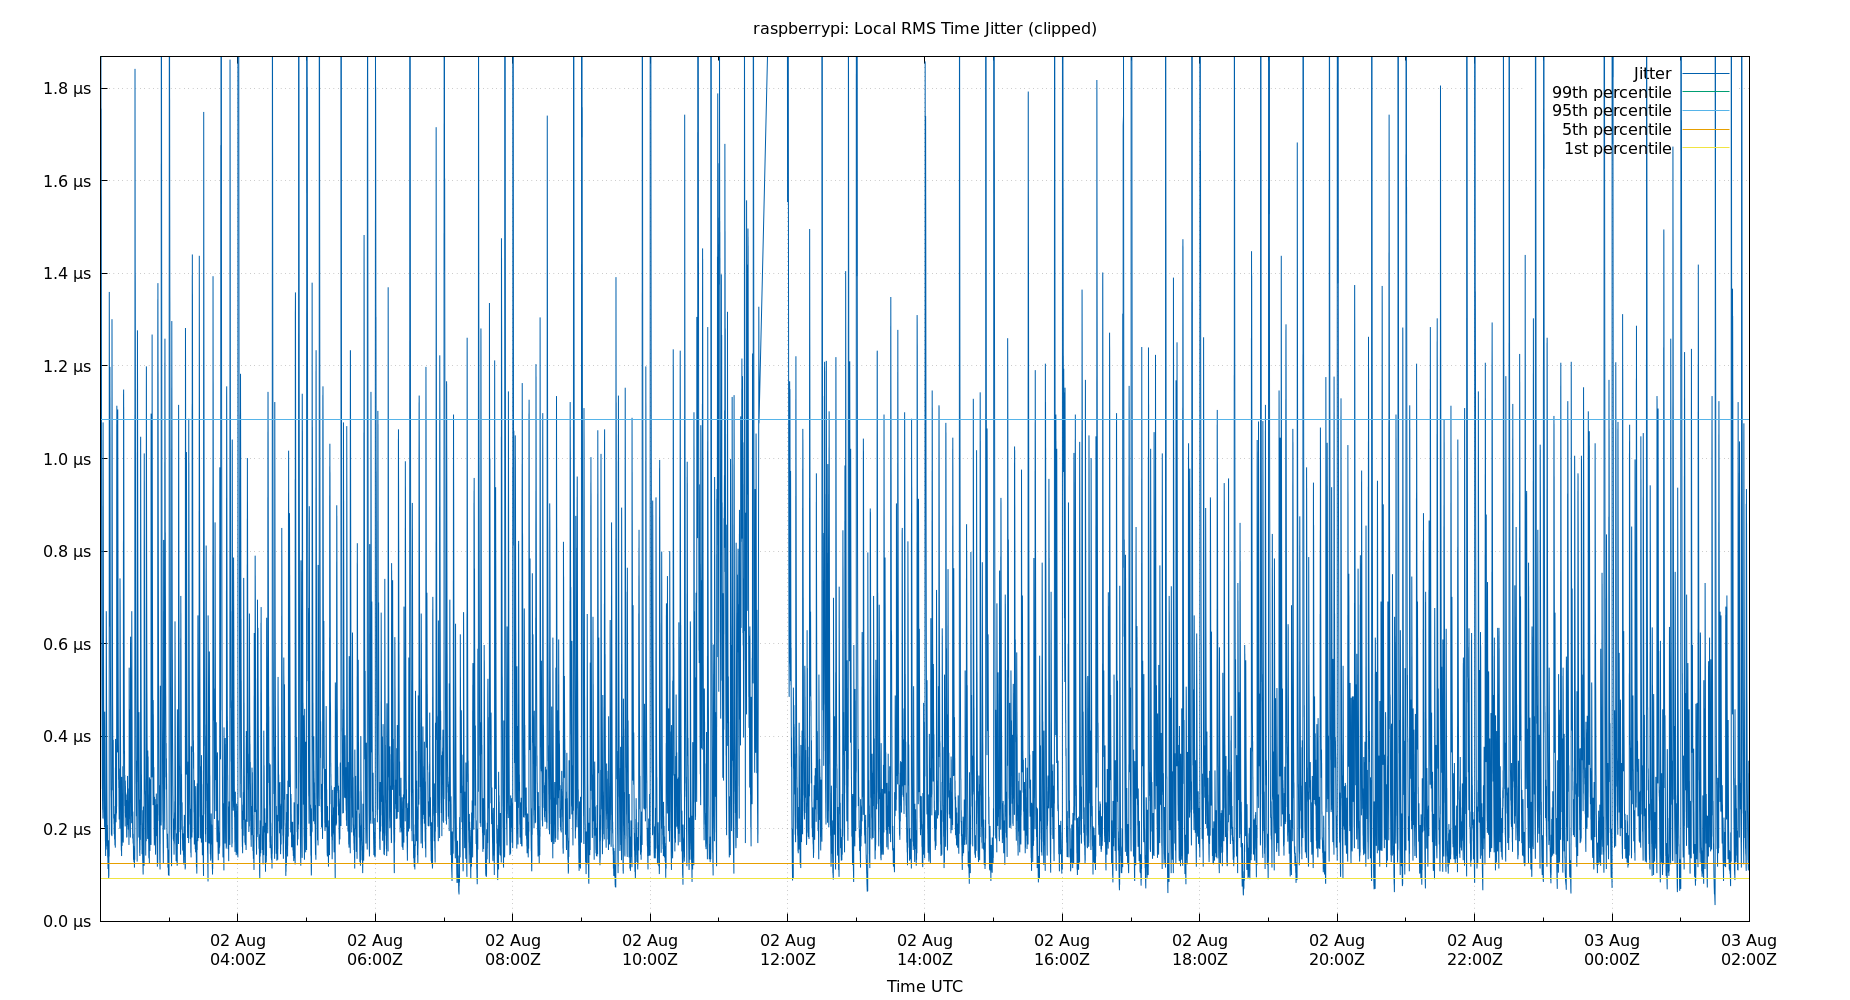 raspberrypi: Local RMS Time Jitter (clipped)
Jitter
99th percentile
95th percentile
5th percentile
1st percentile
1.8 µs
1.6 µs
1.4 µs
1.2 µs
1.0 µs
0.8 µs
0.6 µs
0.4 µs
0.2 µs
0.0 µs
02 Aug 02 Aug 02 Aug 02 Aug 02 Aug 02 Aug 02 Aug 02 Aug 02 Aug 02 Aug 03 Aug 03 Aug
04:00Z 06:00Z 08:00Z 10:00Z 12:00Z 14:00Z 16:00Z 18:00Z 20:00Z 22:00Z 00:00Z 02:00Z
Time UTC